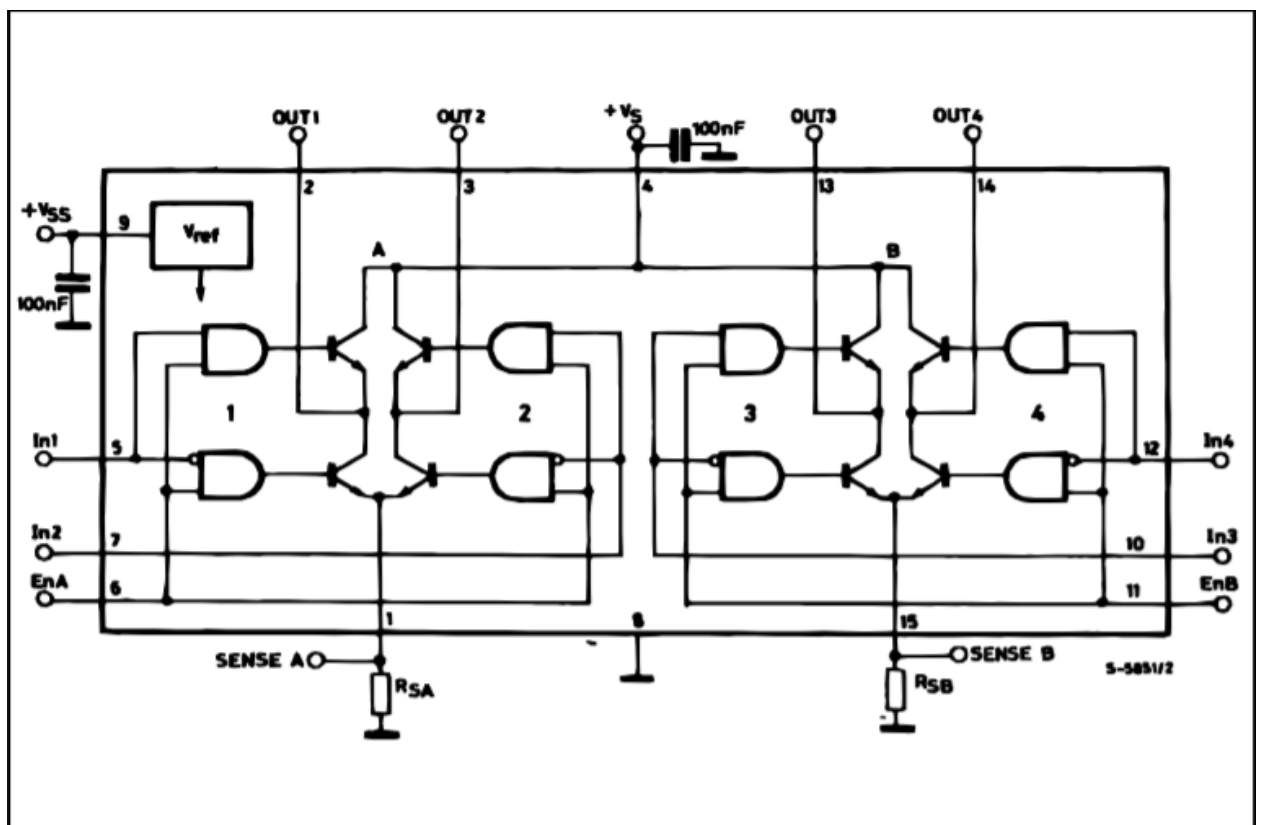 OUT1 OUT2 +VS 100nF OUT3 OUT4
2 3 4 13 14
+VSS 9 Vref
A B
100nF
1 2 3 4
In1 5 12 In4
In2 7 10 In3
EnA 6 11 EnB
1 8 15
SENSE A SENSE B
RSA RSB
S-5851/2